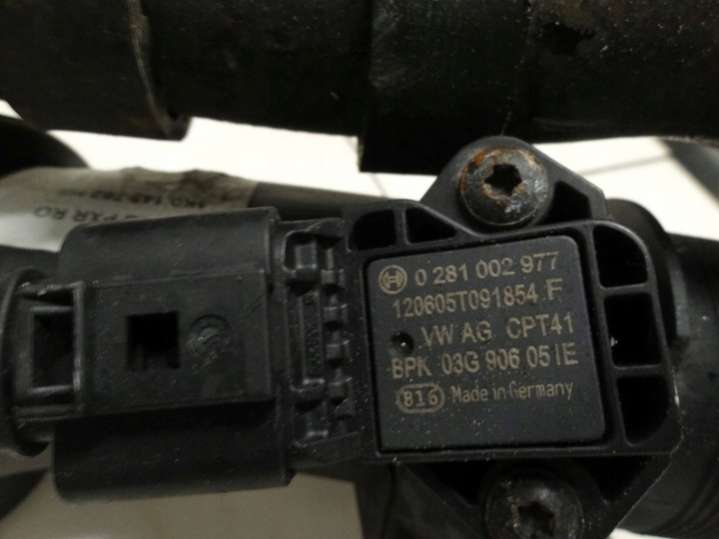 0 281 002 977
120605T091854 F
VW AG CPT41
BPK 03G 906 051E
816 Made in Germany